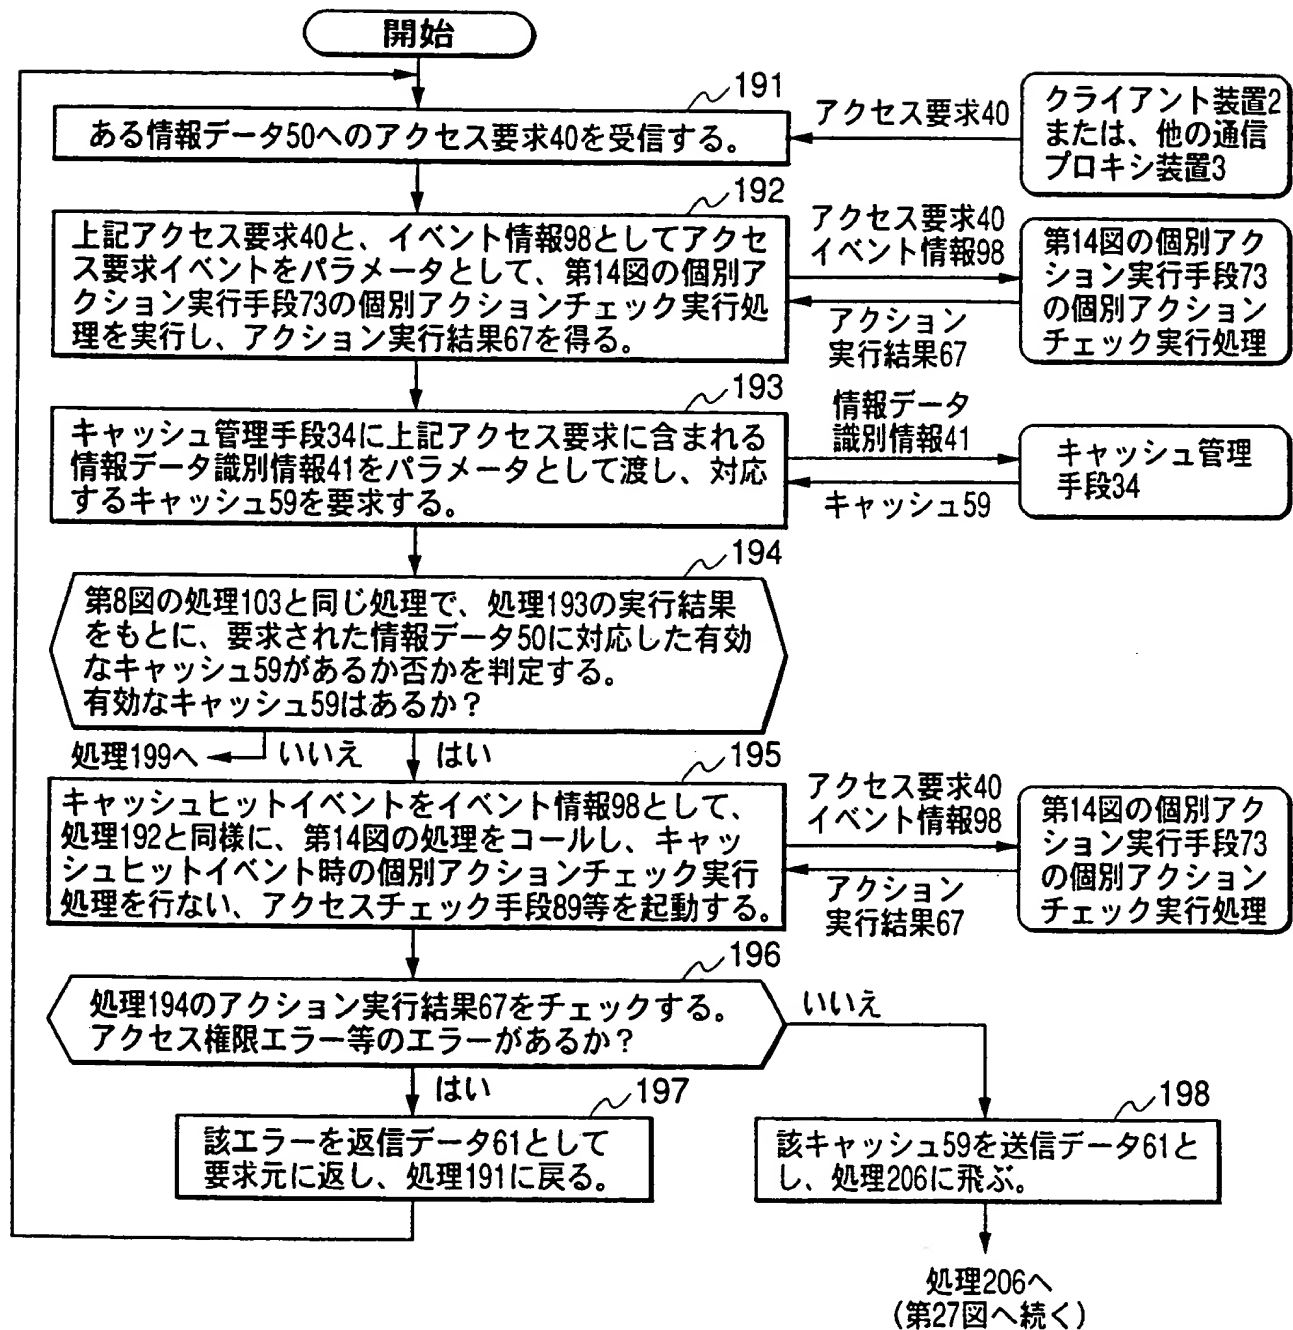 開始
191
ある情報データ50へのアクセス要求40を受信する。
アクセス要求40
クライアント装置2
または、他の通信
プロキシ装置3
192
上記アクセス要求40と、イベント情報98としてアクセ
ス要求イベントをパラメータとして、第14図の個別ア
クション実行手段73の個別アクションチェック実行処
理を実行し、アクション実行結果67を得る。
アクセス要求40
イベント情報98
アクション
実行結果67
第14図の個別アク
ション実行手段73
の個別アクション
チェック実行処理
193
キャッシュ管理手段34に上記アクセス要求に含まれる
情報データ識別情報41をパラメータとして渡し、対応
するキャッシュ59を要求する。
情報データ
識別情報41
キャッシュ59
キャッシュ管理
手段34
194
第8図の処理103と同じ処理で、処理193の実行結果
をもとに、要求された情報データ50に対応した有効
なキャッシュ59があるか否かを判定する。
有効なキャッシュ59はあるか？
処理199へ
いいえ
はい
195
キャッシュヒットイベントをイベント情報98として、
処理192と同様に、第14図の処理をコールし、キャッ
シュヒットイベント時の個別アクションチェック実行
処理を行ない、アクセスチェック手段89等を起動する。
アクセス要求40
イベント情報98
アクション
実行結果67
第14図の個別アク
ション実行手段73
の個別アクション
チェック実行処理
196
処理194のアクション実行結果67をチェックする。
アクセス権限エラー等のエラーがあるか？
いいえ
はい
197
該エラーを返信データ61として
要求元に返し、処理191に戻る。
198
該キャッシュ59を送信データ61と
し、処理206に飛ぶ。
処理206へ
(第27図へ続く)